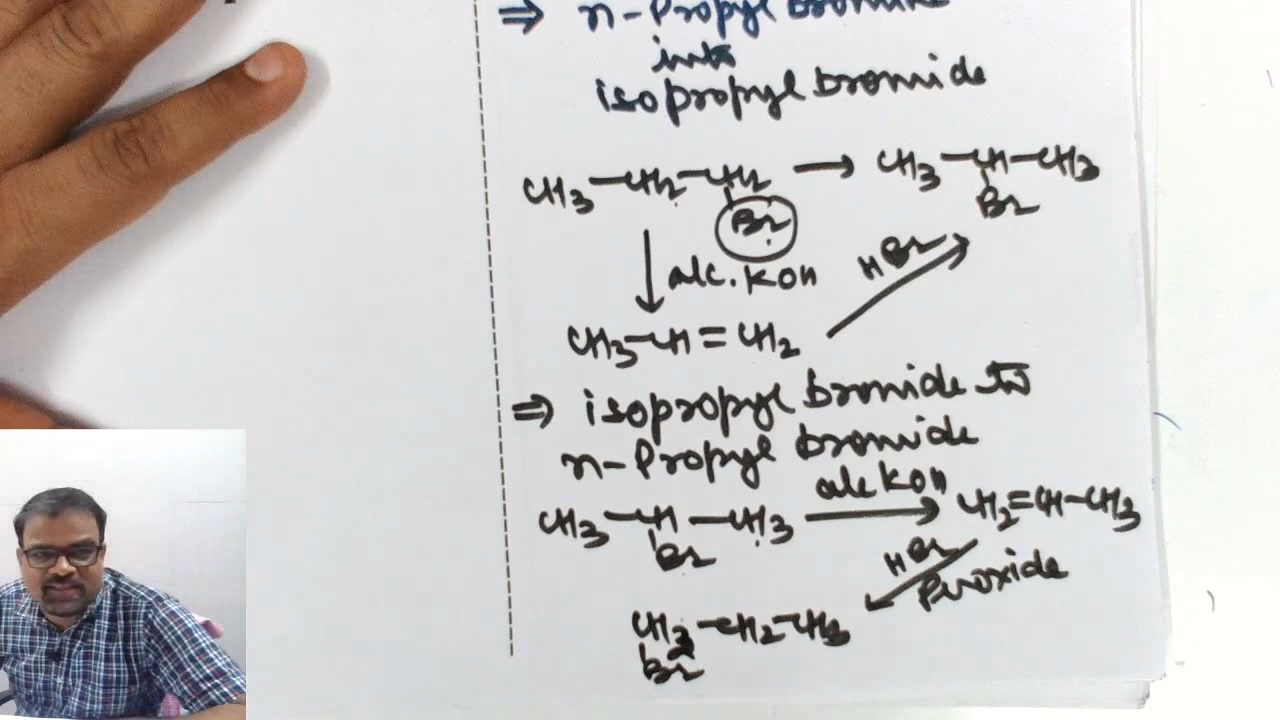 ⇒ n-Propyl bromide
into
isopropyl bromide
CH3—CH2—CH2 → CH3—CH—CH3
Br Br
alc. KOH HBr
CH3—CH=CH2
⇒ isopropyl bromide से
n-Propyl bromide
alc KOH
CH3—CH—CH3 → CH2=CH—CH3
Br
HBr
Peroxide
CH2—CH2—CH3
Br